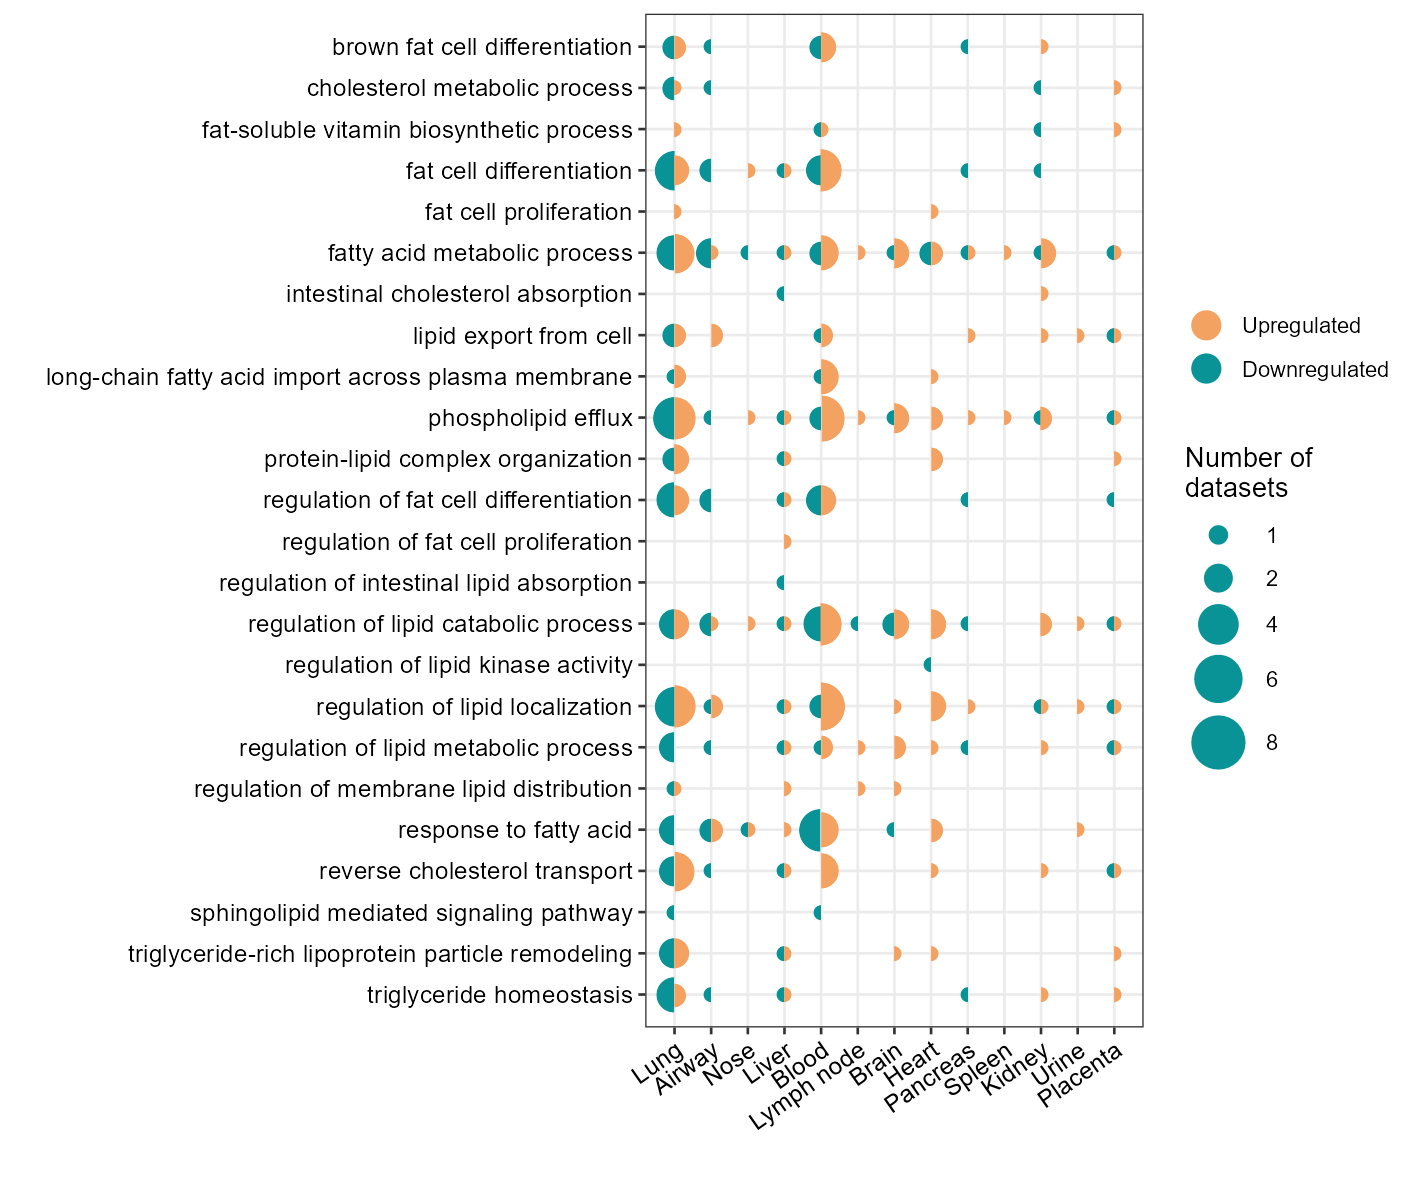 brown fat cell differentiation
cholesterol metabolic process
fat-soluble vitamin biosynthetic process
fat cell differentiation
fat cell proliferation
fatty acid metabolic process
intestinal cholesterol absorption
lipid export from cell
long-chain fatty acid import across plasma membrane
phospholipid efflux
protein-lipid complex organization
regulation of fat cell differentiation
regulation of fat cell proliferation
regulation of intestinal lipid absorption
regulation of lipid catabolic process
regulation of lipid kinase activity
regulation of lipid localization
regulation of lipid metabolic process
regulation of membrane lipid distribution
response to fatty acid
reverse cholesterol transport
sphingolipid mediated signaling pathway
triglyceride-rich lipoprotein particle remodeling
triglyceride homeostasis
Lung
Airway
Nose
Liver
Blood
Lymph node
Brain
Heart
Pancreas
Spleen
Kidney
Urine
Placenta
Upregulated
Downregulated
Number of
datasets
1
2
4
6
8